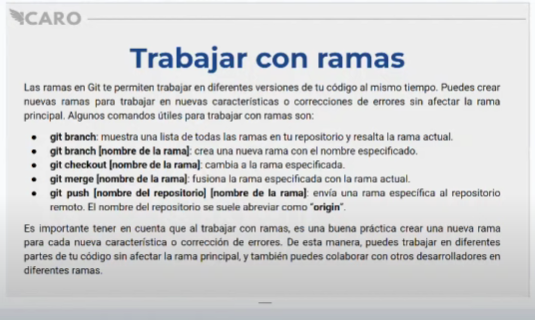 ICARO
Trabajar con ramas
Las ramas en Git te permiten trabajar en diferentes versiones de tu código al mismo tiempo. Puedes crear
nuevas ramas para trabajar en nuevas características o correcciones de errores sin afectar la rama
principal. Algunos comandos útiles para trabajar con ramas son:
● git branch: muestra una lista de todas las ramas en tu repositorio y resalta la rama actual.
● git branch [nombre de la rama]: crea una nueva rama con el nombre especificado.
● git checkout [nombre de la rama]: cambia a la rama especificada.
● git merge [nombre de la rama]: fusiona la rama especificada con la rama actual.
● git push [nombre del repositorio] [nombre de la rama]: envía una rama específica al repositorio
remoto. El nombre del repositorio se suele abreviar como "origin".
Es importante tener en cuenta que al trabajar con ramas, es una buena práctica crear una nueva rama
para cada nueva característica o corrección de errores. De esta manera, puedes trabajar en diferentes
partes de tu código sin afectar la rama principal, y también puedes colaborar con otros desarrolladores en
diferentes ramas.